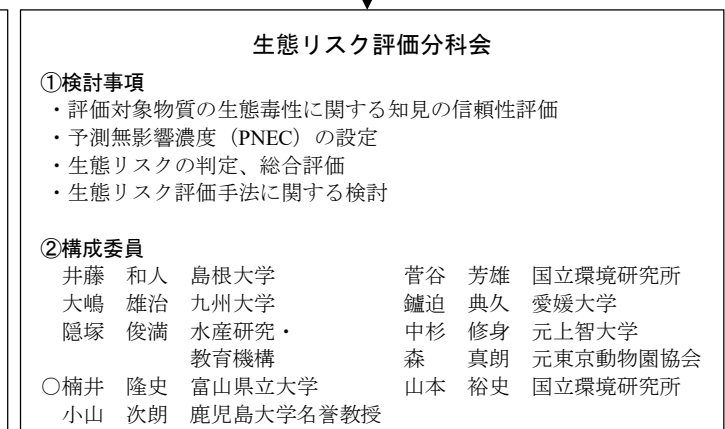 生態リスク評価分科会
①検討事項
・評価対象物質の生態毒性に関する知見の信頼性評価
・予測無影響濃度（PNEC）の設定
・生態リスクの判定、総合評価
・生態リスク評価手法に関する検討
②構成委員
井藤 和人 島根大学
大嶋 雄治 九州大学
隠塚 俊満 水産研究・
教育機構
○楠井 隆史 富山県立大学
小山 次朗 鹿児島大学名誉教授
菅谷 芳雄 国立環境研究所
鑪迫 典久 愛媛大学
中杉 修身 元上智大学
森 真朗 元東京動物園協会
山本 裕史 国立環境研究所